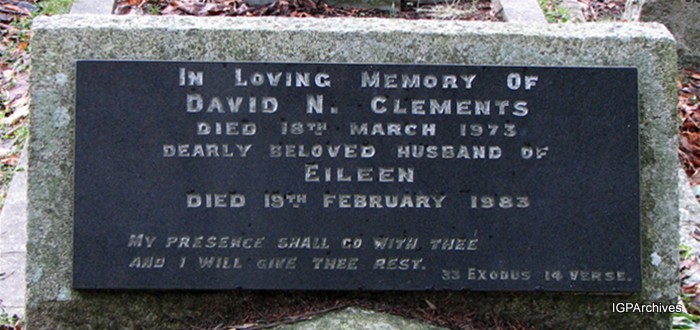 IN LOVING MEMORY OF
DAVID N. CLEMENTS
DIED 18TH MARCH 1973
DEARLY BELOVED HUSBAND OF
EILEEN
DIED 19TH FEBRUARY 1983
MY PRESENCE SHALL GO WITH THEE
AND I WILL GIVE THEE REST. 33 EXODUS 14 VERSE.
IGPArchives